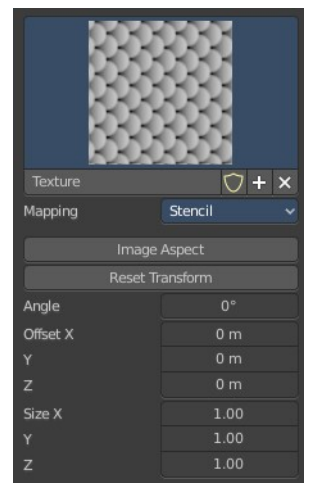 Texture
Mapping Stencil
Image Aspect
Reset Transform
Angle 0°
Offset X 0 m
Y 0 m
Z 0 m
Size X 1.00
Y 1.00
Z 1.00